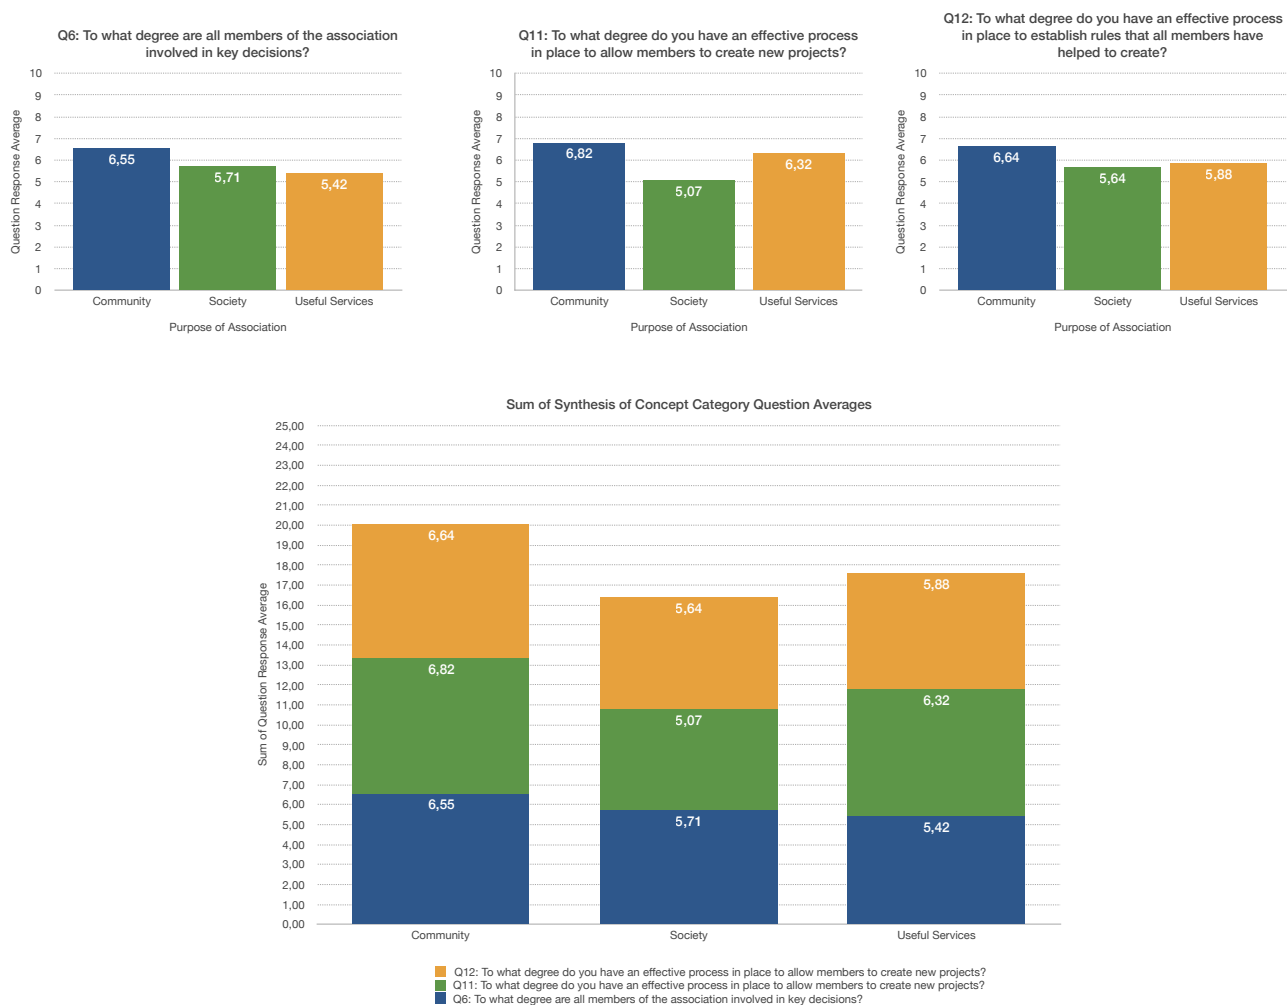 Q6: To what degree are all members of the association
involved in key decisions?
10
9
8
7
6
5
4
3
2
1
0
Question Response Average
6,55
5,71
5,42
Community
Society
Useful Services
Purpose of Association
Q11: To what degree do you have an effective process
in place to allow members to create new projects?
10
9
8
7
6
5
4
3
2
1
0
Question Response Average
6,82
5,07
6,32
Community
Society
Useful Services
Purpose of Association
Q12: To what degree do you have an effective process
in place to establish rules that all members have
helped to create?
10
9
8
7
6
5
4
3
2
1
0
Question Response Average
6,64
5,64
5,88
Community
Society
Useful Services
Purpose of Association
Sum of Synthesis of Concept Category Question Averages
25,00
24,00
23,00
22,00
21,00
20,00
19,00
18,00
17,00
16,00
15,00
14,00
13,00
12,00
11,00
10,00
9,00
8,00
7,00
6,00
5,00
4,00
3,00
2,00
1,00
0,00
Sum of Question Response Average
6,64
6,82
6,55
5,64
5,07
5,71
5,88
6,32
5,42
Community
Society
Useful Services
Q12: To what degree do you have an effective process in place to allow members to create new projects?
Q11: To what degree do you have an effective process in place to allow members to create new projects?
Q6: To what degree are all members of the association involved in key decisions?